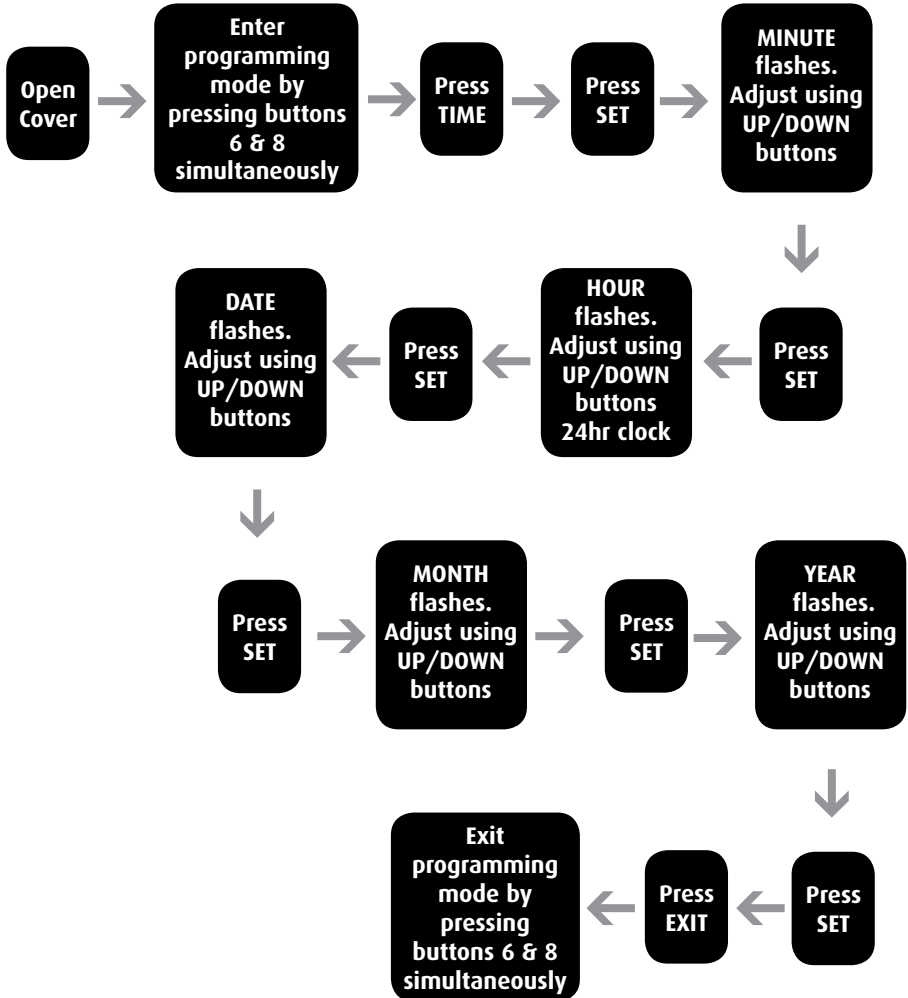 Open
Cover
Enter
programming
mode by
pressing buttons
6 & 8
simultaneously
Press
TIME
Press
SET
MINUTE
flashes.
Adjust using
UP/DOWN
buttons
Press
SET
HOUR
flashes.
Adjust using
UP/DOWN
buttons
24hr clock
Press
SET
DATE
flashes.
Adjust using
UP/DOWN
buttons
Press
SET
MONTH
flashes.
Adjust using
UP/DOWN
buttons
Press
SET
YEAR
flashes.
Adjust using
UP/DOWN
buttons
Press
SET
Press
EXIT
Exit
programming
mode by
pressing
buttons 6 & 8
simultaneously